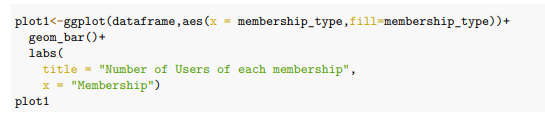 plot1<-ggplot(dataframe,aes(x = membership_type,fill=membership_type))+
  geom_bar()+
  labs(
    title = "Number of Users of each membership",
    x = "Membership")
plot1